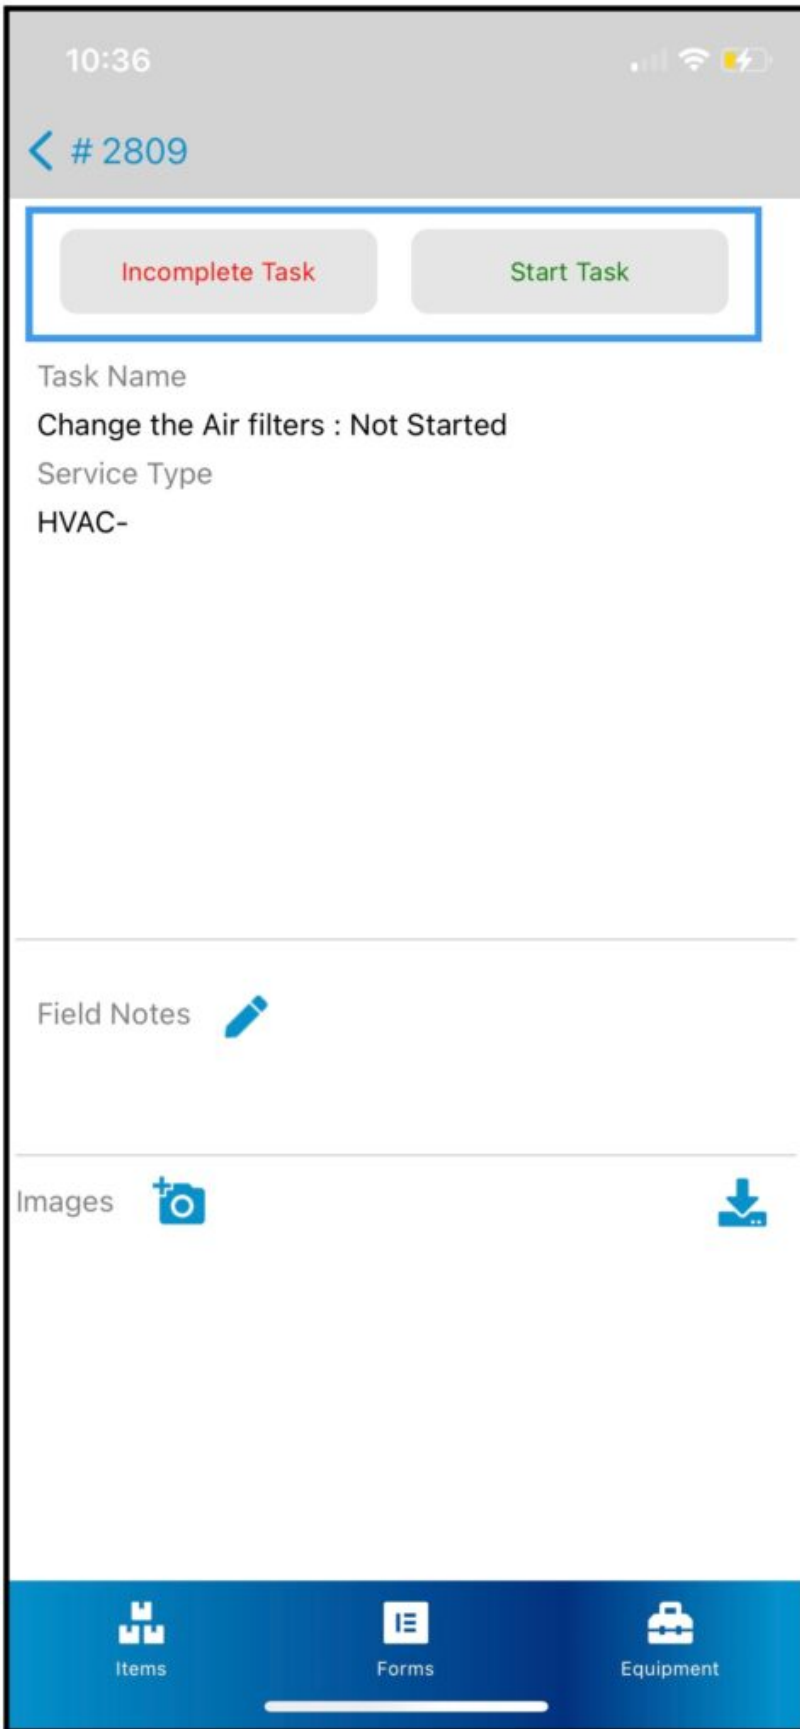 10:36
# 2809
Incomplete Task Start Task
Task Name
Change the Air filters : Not Started
Service Type
HVAC-
Field Notes
Images
Items Forms Equipment